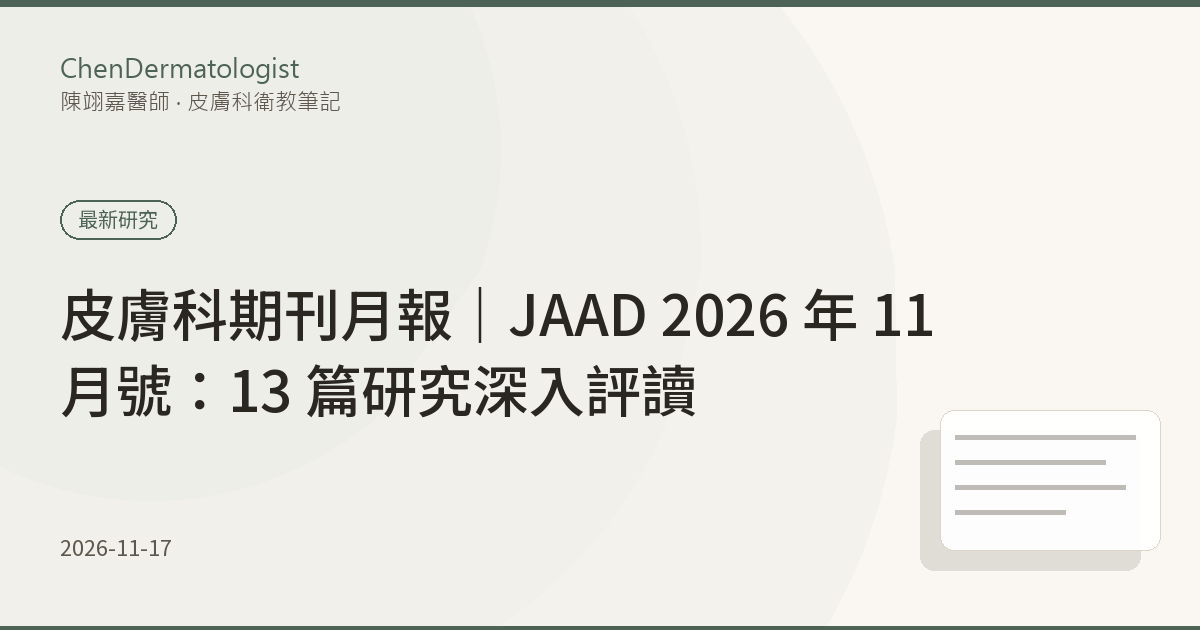 ChenDermatologist
陳翊嘉醫師 · 皮膚科衛教筆記
最新研究
皮膚科期刊月報｜JAAD 2026 年 11
月號：13 篇研究深入評讀
2026-11-17